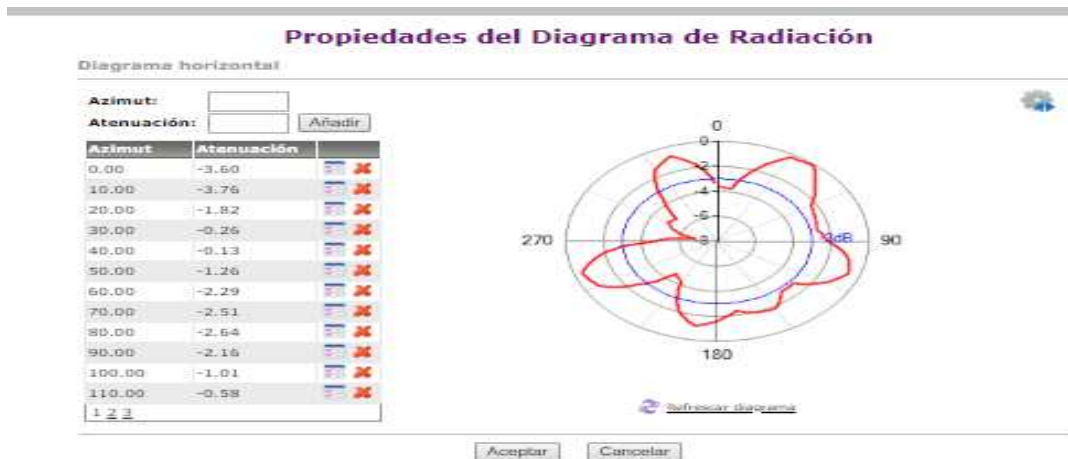 Propiedades del Diagrama de Radiación
Diagrama horizontal
Azimut:
Atenuación:
Añadir
Azimut Atenuación
0.00 -3.60
10.00 -3.76
20.00 -1.82
30.00 -0.26
40.00 -0.13
50.00 -1.26
60.00 -2.29
70.00 -2.51
80.00 -2.64
90.00 -2.16
100.00 -1.01
110.00 -0.58
1 2 3
0
0
-2
-4
-6
-8
270
-3dB
90
180
Refrescar diagrama
Aceptar Cancelar